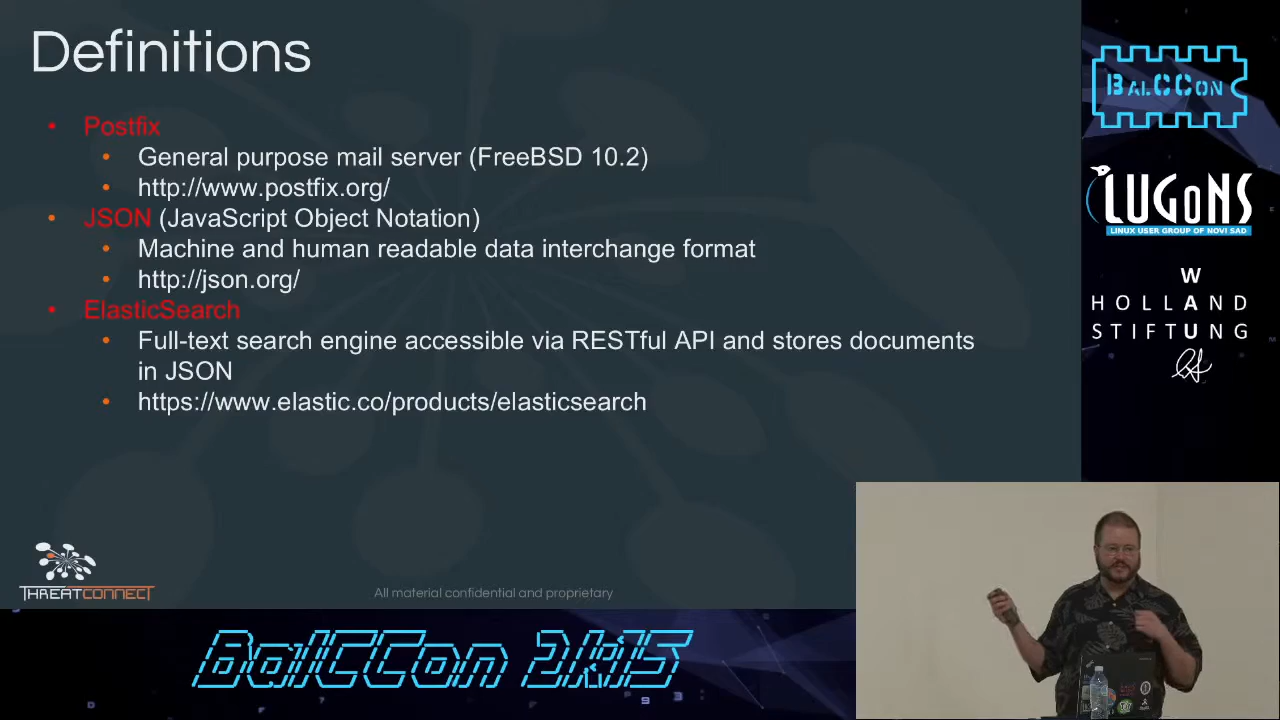 Definitions
• Postfix
• General purpose mail server (FreeBSD 10.2)
• http://www.postfix.org/
• JSON (JavaScript Object Notation)
• Machine and human readable data interchange format
• http://json.org/
• ElasticSearch
• Full-text search engine accessible via RESTful API and stores documents
in JSON
• https://www.elastic.co/products/elasticsearch
THREATCONNECT
All material confidential and proprietary
BALCCON
LUGONS
LINUX USER GROUP OF NOVI SAD
WAU
HOLLAND
STIFTUNG
BalCCon 2k15